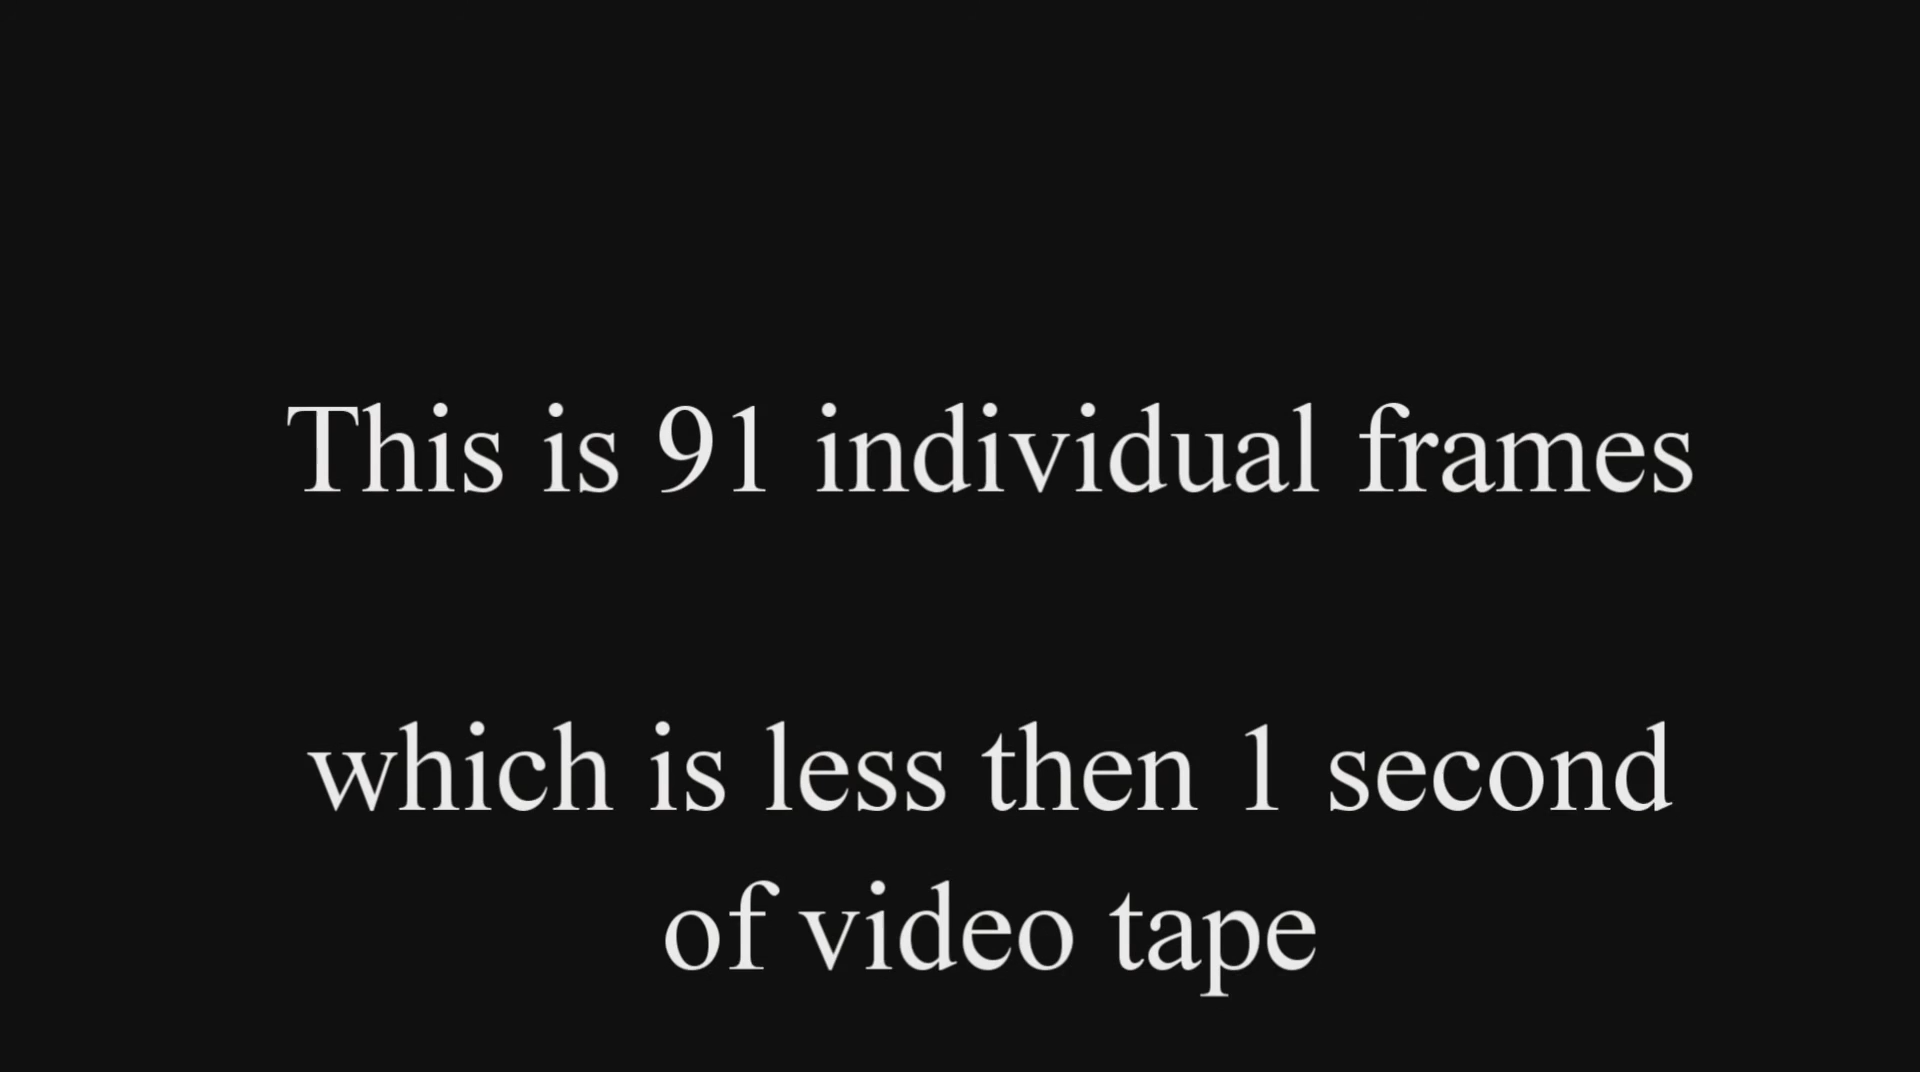 This is 91 individual frames
which is less then 1 second
of video tape